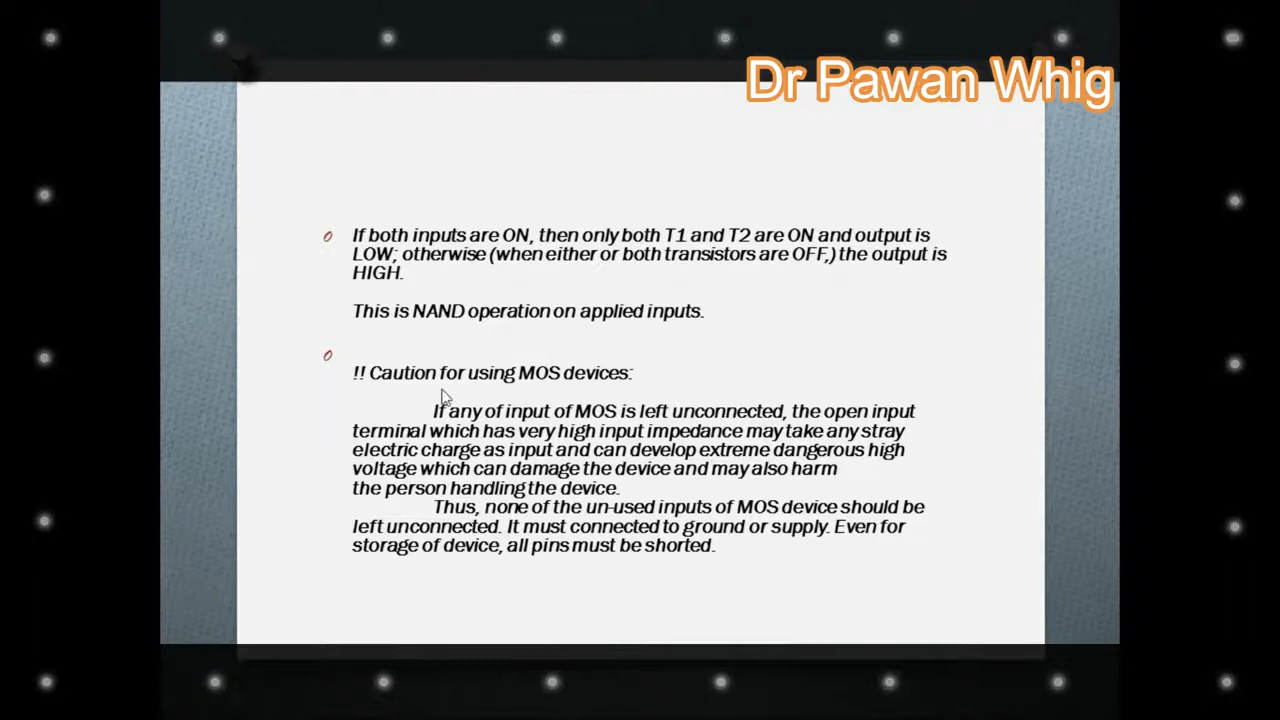 Dr Pawan Whig
If both inputs are ON, then only both T1 and T2 are ON and output is
LOW; otherwise (when either or both transistors are OFF,) the output is
HIGH.
This is NAND operation on applied inputs.
!! Caution for using MOS devices:
If any of input of MOS is left unconnected, the open input
terminal which has very high input impedance may take any stray
electric charge as input and can develop extreme dangerous high
voltage which can damage the device and may also harm
the person handling the device.
Thus, none of the un-used inputs of MOS device should be
left unconnected. It must connected to ground or supply. Even for
storage of device, all pins must be shorted.